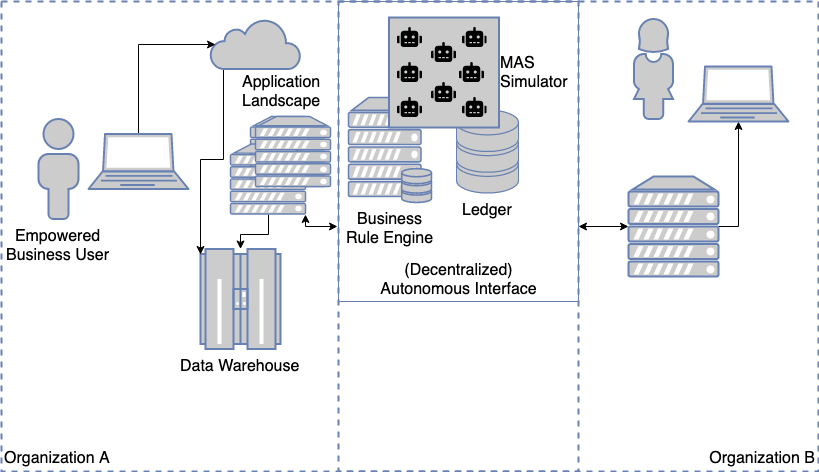 Application
Landscape
MAS
Simulator
Empowered
Business User
Business
Rule Engine
Ledger
(Decentralized)
Autonomous Interface
Data Warehouse
Organization A
Organization B